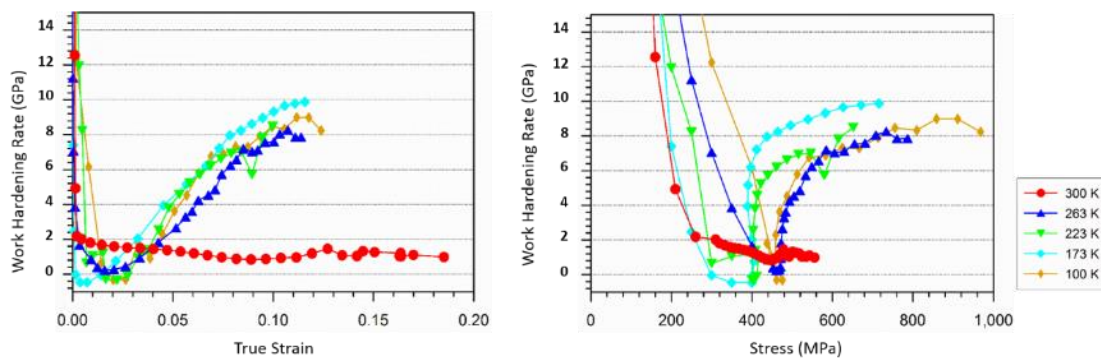 14
12
10
8
6
4
2
0
Work Hardening Rate (GPa)
0.00 0.05 0.10 0.15 0.20
True Strain
14
12
10
8
6
4
2
0
Work Hardening Rate (GPa)
0 200 400 600 800 1,000
Stress (MPa)
300 K
263 K
223 K
173 K
100 K